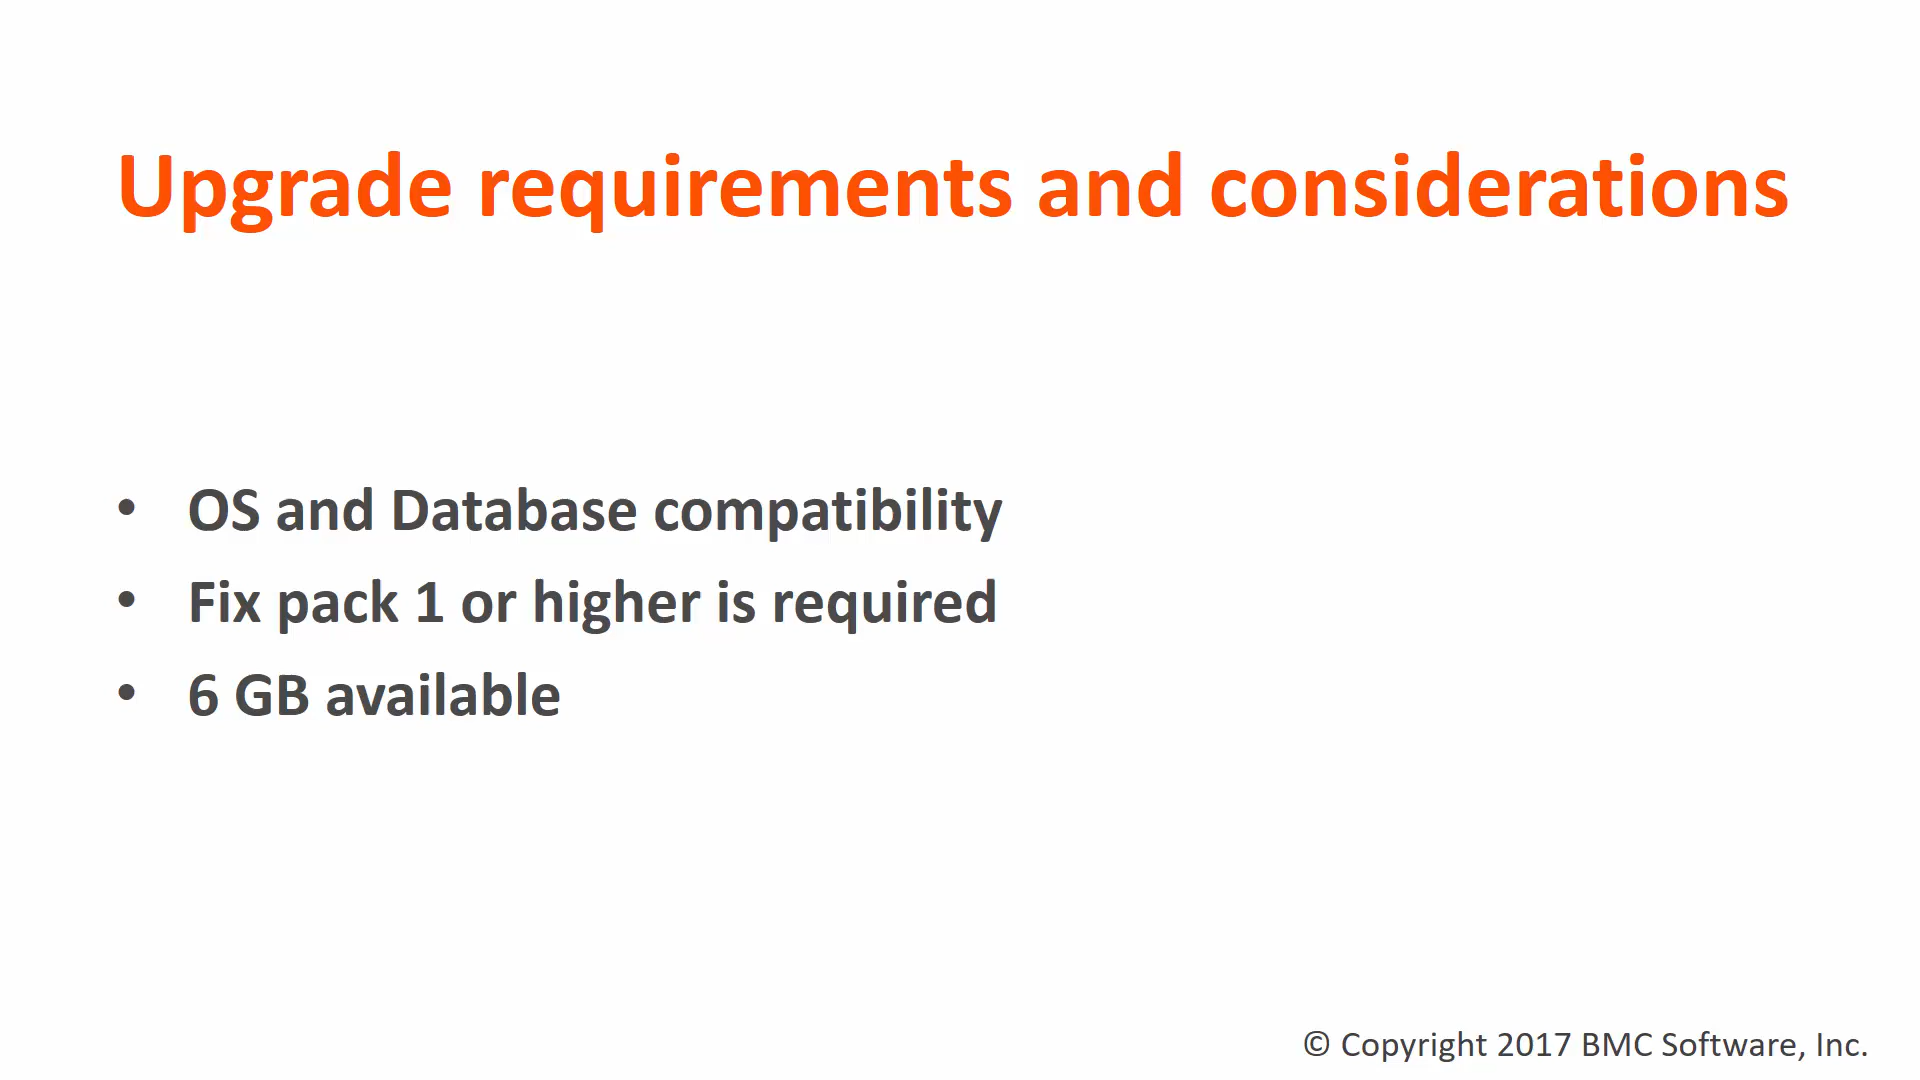 Upgrade requirements and considerations
• OS and Database compatibility
• Fix pack 1 or higher is required
• 6 GB available
© Copyright 2017 BMC Software, Inc.